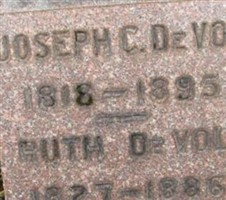 JOSEPH C. DeVO
1818 – 1895
RUTH DeVOL
1827 – 1886